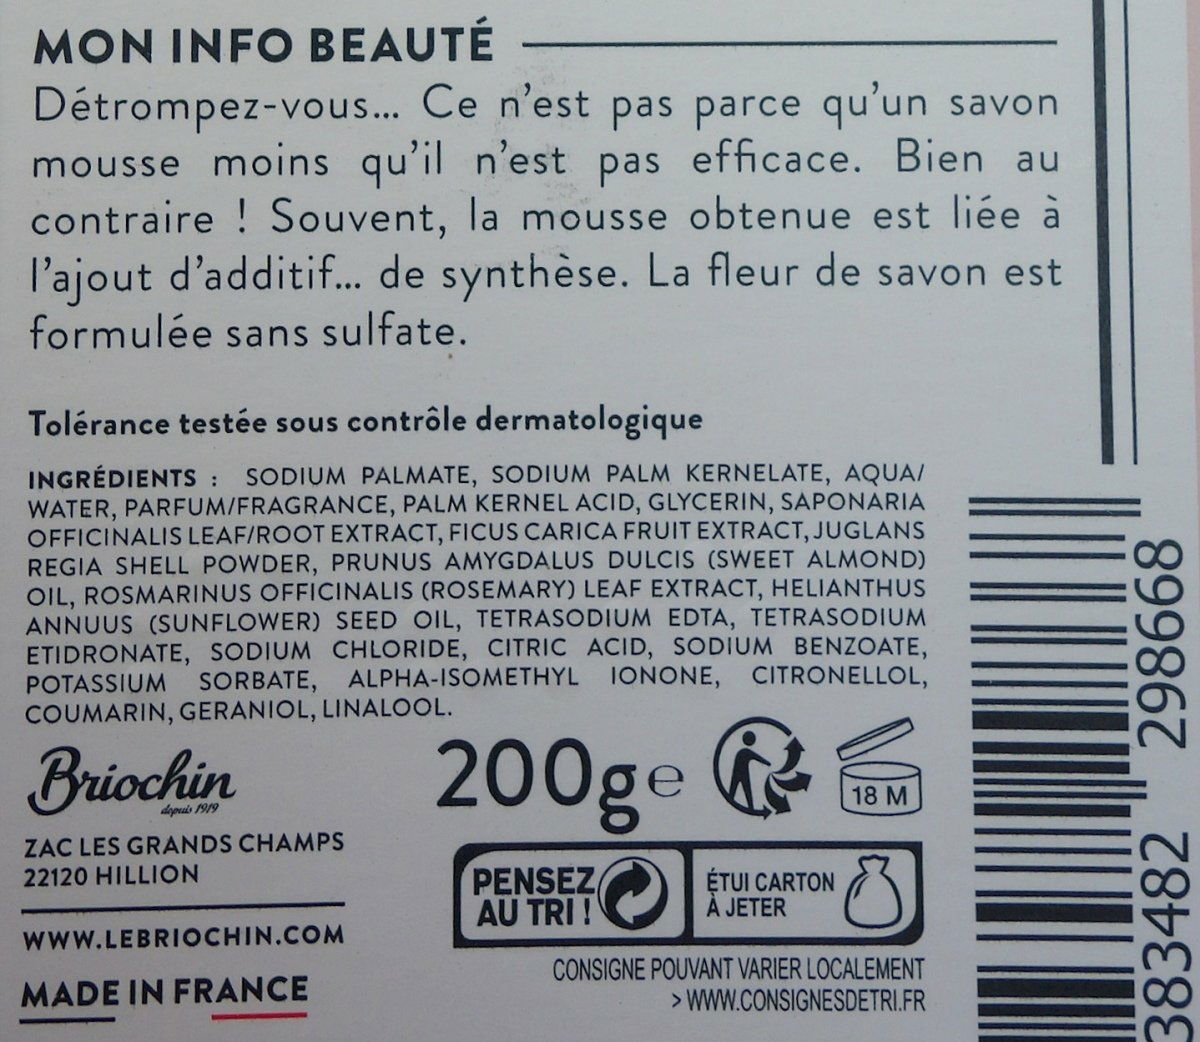 MON INFO BEAUTÉ
Détrompez-vous... Ce n'est pas parce qu'un savon
mousse moins qu'il n'est pas efficace. Bien au
contraire ! Souvent, la mousse obtenue est liée à
l'ajout d'additif... de synthèse. La fleur de savon est
formulée sans sulfate.
Tolérance testée sous contrôle dermatologique
INGRÉDIENTS : SODIUM PALMATE, SODIUM PALM KERNELATE, AQUA/
WATER, PARFUM/FRAGRANCE, PALM KERNEL ACID, GLYCERIN, SAPONARIA
OFFICINALIS LEAF/ROOT EXTRACT, FICUS CARICA FRUIT EXTRACT, JUGLANS
REGIA SHELL POWDER, PRUNUS AMYGDALUS DULCIS (SWEET ALMOND)
OIL, ROSMARINUS OFFICINALIS (ROSEMARY) LEAF EXTRACT, HELIANTHUS
ANNUUS (SUNFLOWER) SEED OIL, TETRASODIUM EDTA, TETRASODIUM
ETIDRONATE, SODIUM CHLORIDE, CITRIC ACID, SODIUM BENZOATE,
POTASSIUM SORBATE, ALPHA-ISOMETHYL IONONE, CITRONELLOL,
COUMARIN, GERANIOL, LINALOOL.
Briochin
depuis 1919
ZAC LES GRANDS CHAMPS
22120 HILLION
WWW.LEBRIOCHIN.COM
MADE IN FRANCE
200g℮
18 M
PENSEZ
AU TRI !
ÉTUI CARTON
À JETER
CONSIGNE POUVANT VARIER LOCALEMENT
> WWW.CONSIGNESDETRI.FR
383482 298668